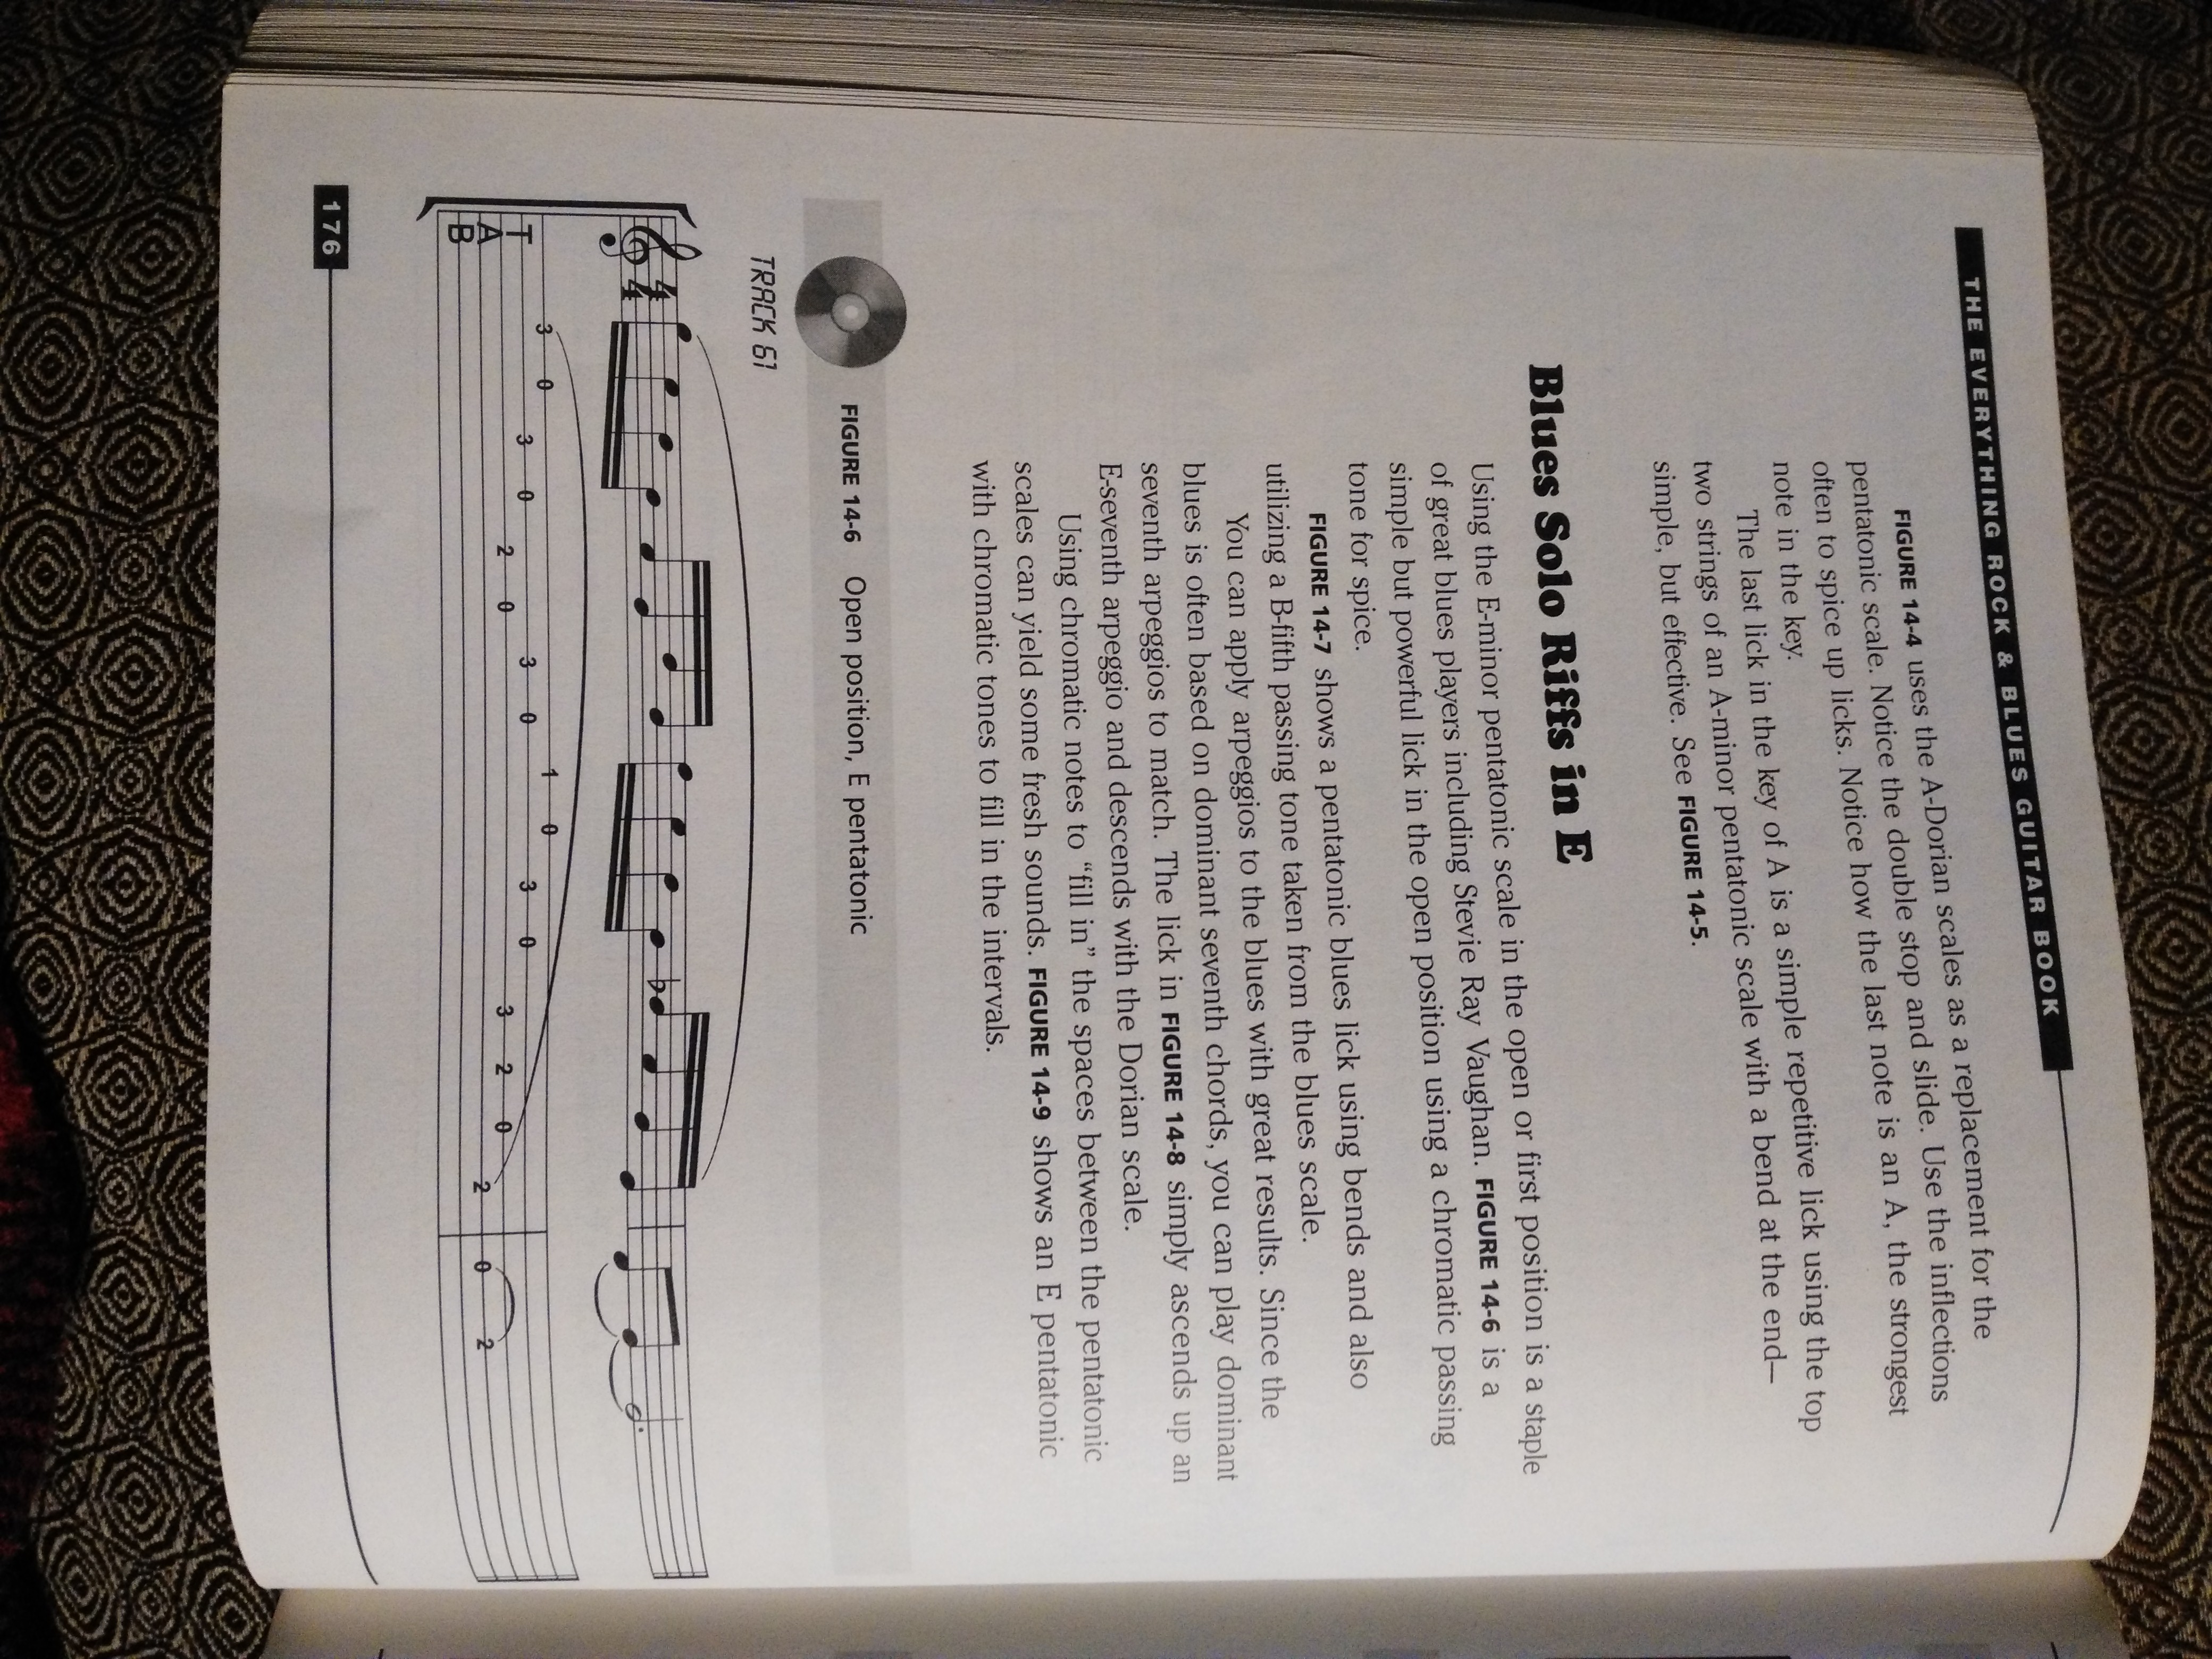 THE EVERYTHING ROCK & BLUES GUITAR BOOK
FIGURE 14-4 uses the A-Dorian scales as a replacement for the
pentatonic scale. Notice the double stop and slide. Use the inflections
often to spice up licks. Notice how the last note is an A, the strongest
note in the key.
The last lick in the key of A is a simple repetitive lick using the top
two strings of an A-minor pentatonic scale with a bend at the end—
simple, but effective. See FIGURE 14-5.
Blues Solo Riffs in E
Using the E-minor pentatonic scale in the open or first position is a staple
of great blues players including Stevie Ray Vaughan. FIGURE 14-6 is a
simple but powerful lick in the open position using a chromatic passing
tone for spice.
FIGURE 14-7 shows a pentatonic blues lick using bends and also
utilizing a B-fifth passing tone taken from the blues scale.
You can apply arpeggios to the blues with great results. Since the
blues is often based on dominant seventh chords, you can play dominant
seventh arpeggios to match. The lick in FIGURE 14-8 simply ascends up an
E-seventh arpeggio and descends with the Dorian scale.
Using chromatic notes to “fill in” the spaces between the pentatonic
scales can yield some fresh sounds. FIGURE 14-9 shows an E pentatonic
with chromatic tones to fill in the intervals.
FIGURE 14-6 Open position, E pentatonic
TRACK 61
4
4
T
A
B
3 0 3 0 2 0 3 0 1 0 3 0 3 2 0 2 0 2
176